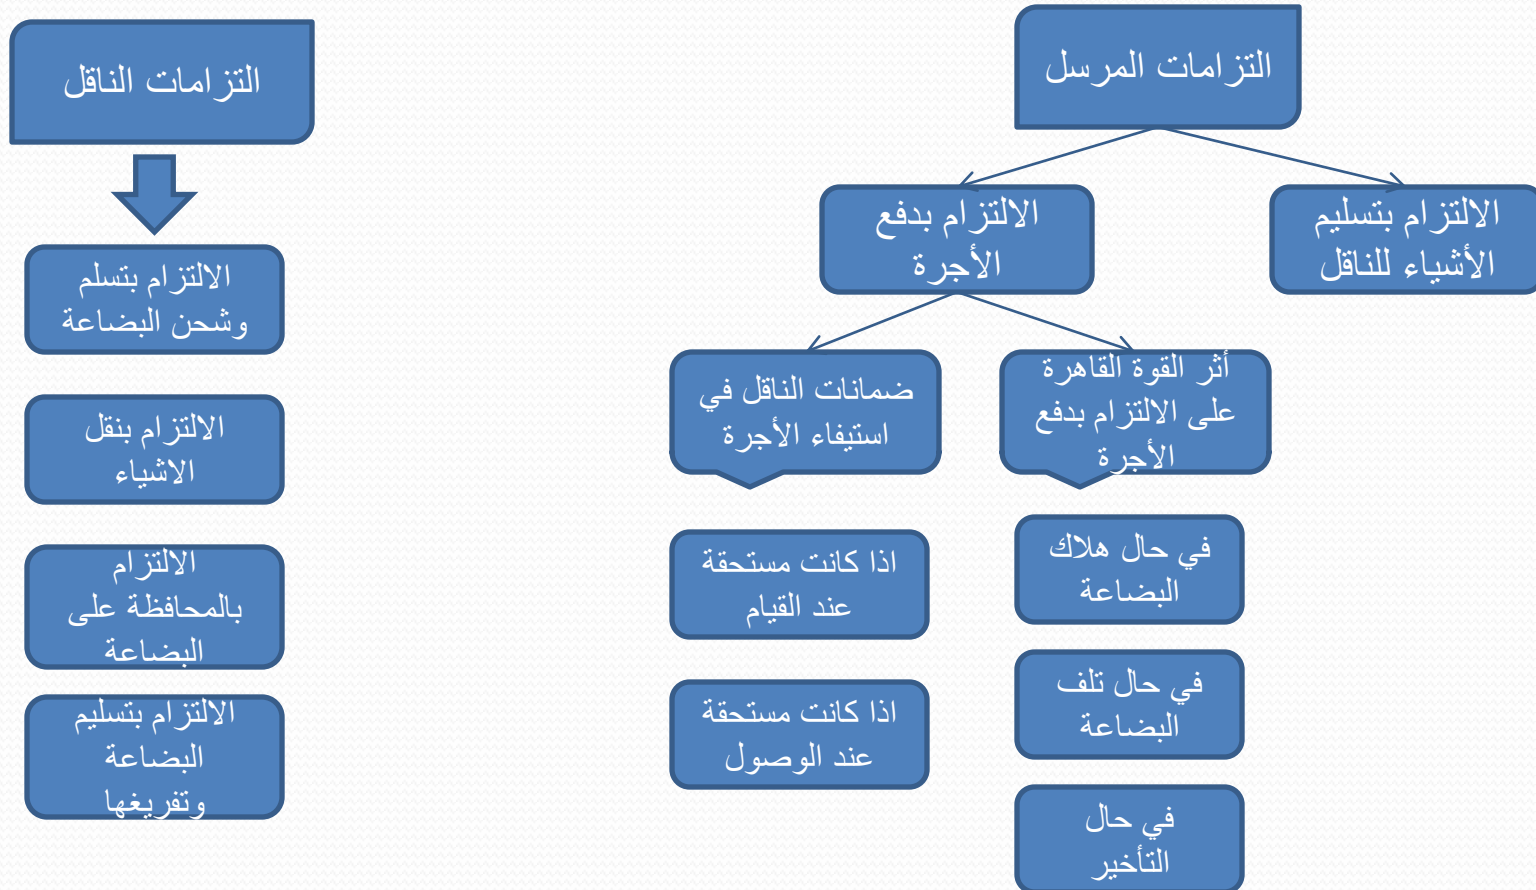 التزامات المرسل
الالتزام بتسليم
الأشياء للناقل
الالتزام بدفع
الأجرة
أثر القوة القاهرة
على الالتزام بدفع
الأجرة
في حال هلاك
البضاعة
في حال تلف
البضاعة
في حال
التأخير
ضمانات الناقل في
استيفاء الأجرة
اذا كانت مستحقة
عند القيام
اذا كانت مستحقة
عند الوصول
التزامات الناقل
الالتزام بتسلم
وشحن البضاعة
الالتزام بنقل
الاشياء
الالتزام
بالمحافظة على
البضاعة
الالتزام بتسليم
البضاعة
وتفريغها